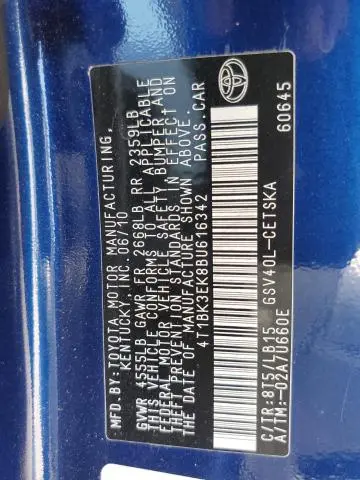 MFD.BY:TOYOTA MOTOR MANUFACTURING,
KENTUCKY, INC. 06/10
GVWR 4555LB GAWR FR 2668LB RR 2359LB
THIS VEHICLE CONFORMS TO ALL APPLICABLE
FEDERAL MOTOR VEHICLE SAFETY, BUMPER,AND
THEFT PREVENTION STANDARDS IN EFFECT ON
THE DATE OF MANUFACTURE SHOWN ABOVE.
4T1BK3EK8BU616342 PASS.CAR
TOYOTA
C/TR:8T5/LB15 GSV40L-CETSKA
A/TM:-02A/U660E 60645